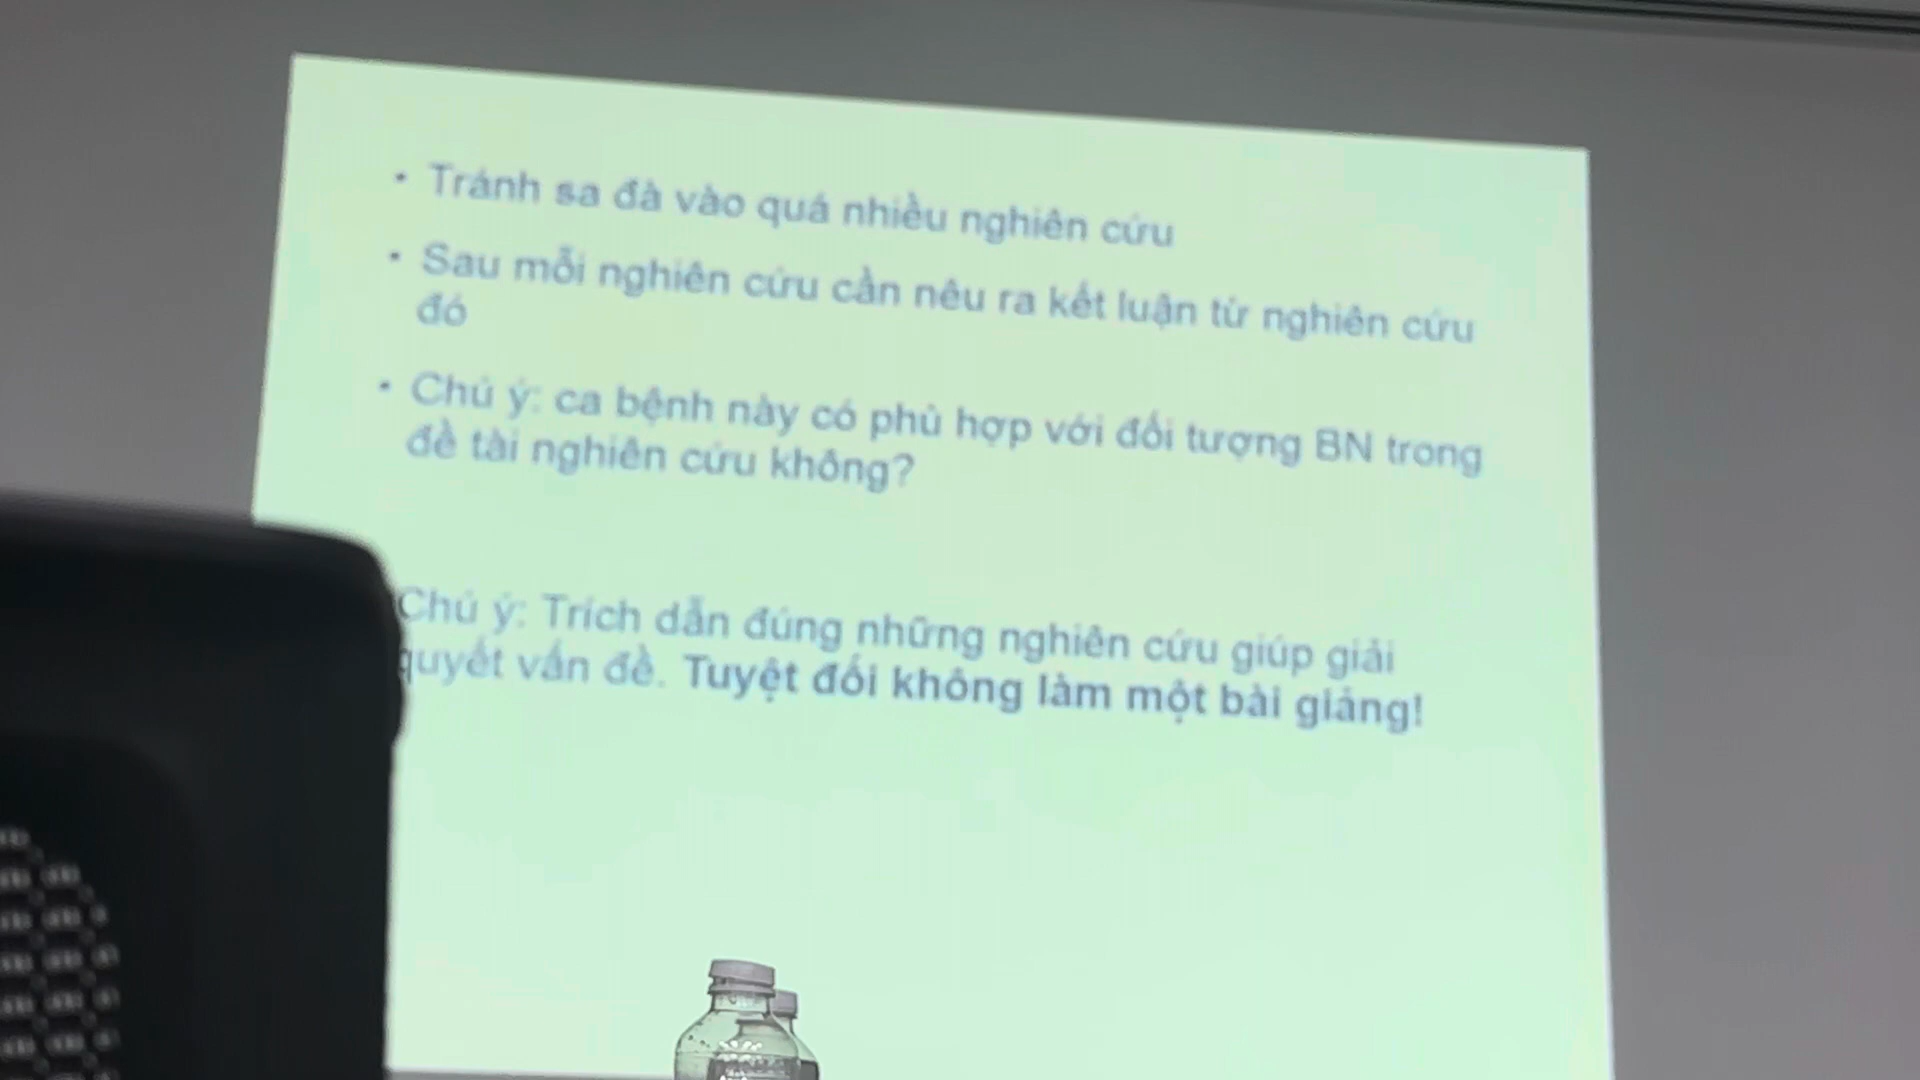 • Tránh sa đà vào quá nhiều nghiên cứu
• Sau mỗi nghiên cứu cần nêu ra kết luận từ nghiên cứu
đó
• Chú ý: ca bệnh này có phù hợp với đối tượng BN trong
đề tài nghiên cứu không?
Chú ý: Trích dẫn đúng những nghiên cứu giúp giải
quyết vấn đề. Tuyệt đối không làm một bài giảng!